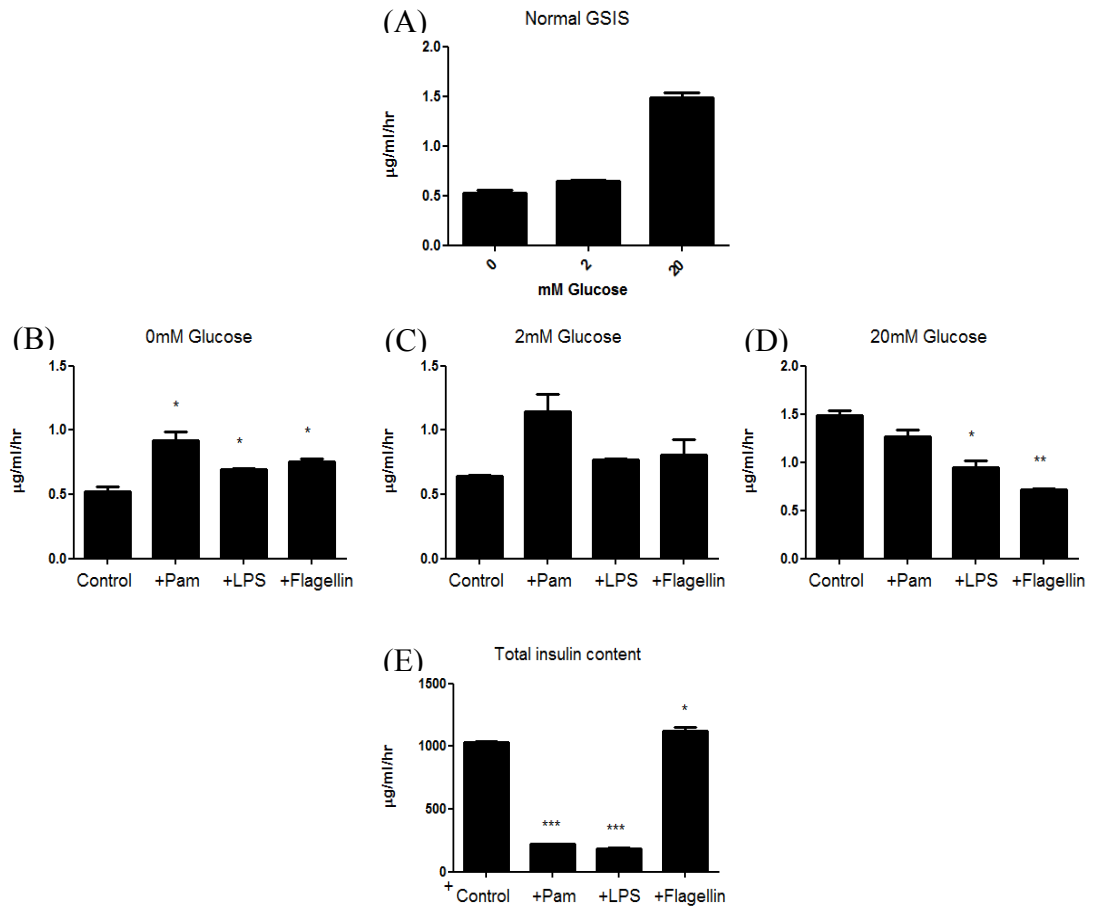 (A) Normal GSIS
2.0
1.5
1.0
0.5
0.0
µg/ml/hr
0 2 20
mM Glucose
(B) 0mM Glucose
1.5
1.0
0.5
0.0
µg/ml/hr
* * *
Control +Pam +LPS +Flagellin
(C) 2mM Glucose
1.5
1.0
0.5
0.0
µg/ml/hr
Control +Pam +LPS +Flagellin
(D) 20mM Glucose
2.0
1.5
1.0
0.5
0.0
µg/ml/hr
* **
Control +Pam +LPS +Flagellin
(E) Total insulin content
1500
1000
500
0
µg/ml/hr
*** *** *
+ Control +Pam +LPS +Flagellin